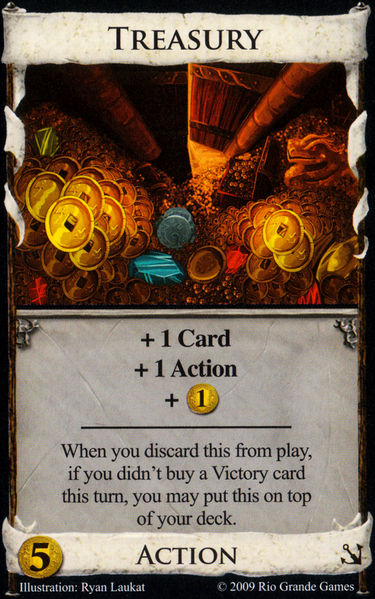 TREASURY
+ 1 Card
+ 1 Action
+ 1
When you discard this from play,
if you didn't buy a Victory card
this turn, you may put this on top
of your deck.
5
ACTION
Illustration: Ryan Laukat © 2009 Rio Grande Games